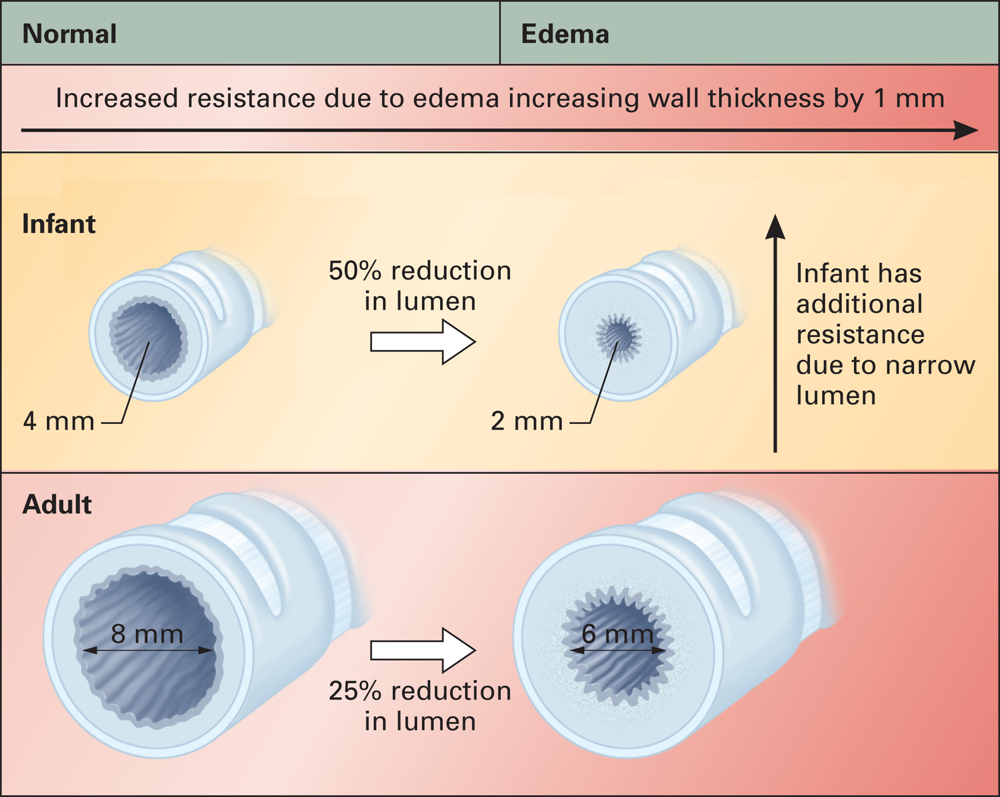 Normal
Edema
Increased resistance due to edema increasing wall thickness by 1 mm
Infant
50% reduction
in lumen
4 mm
2 mm
Infant has
additional
resistance
due to narrow
lumen
Adult
8 mm
6 mm
25% reduction
in lumen